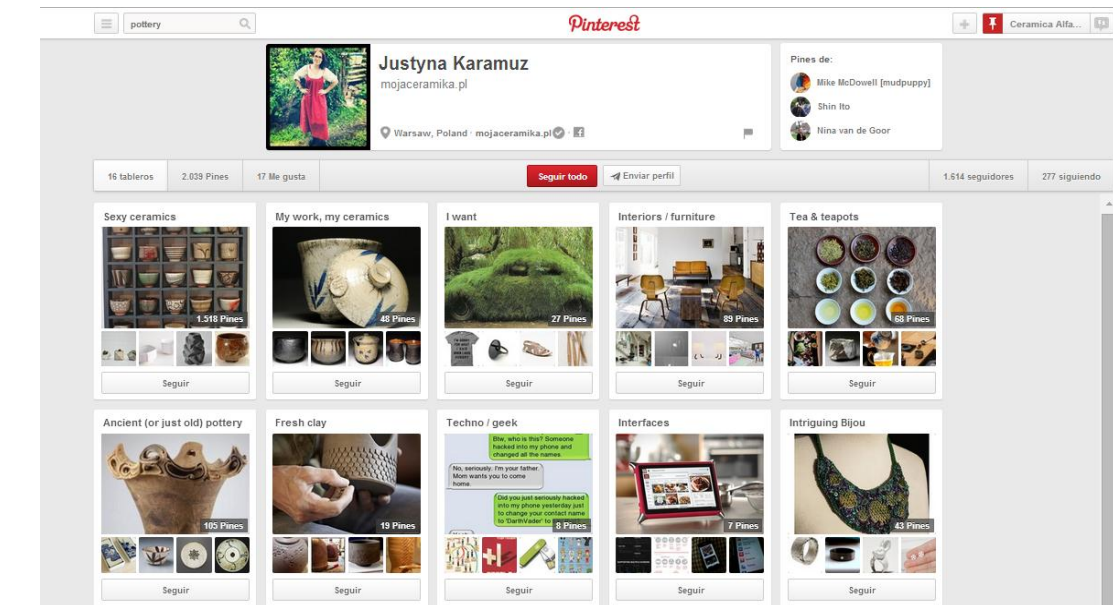 pottery
Pinterest
Ceramica Alfa...
Justyna Karamuz
mojaceramika.pl
Warsaw, Poland · mojaceramika.pl ·
Pines de:
Mike McDowell [mudpuppy]
Shin Ito
Nina van de Goor
16 tableros
2.039 Pines
17 Me gusta
Seguir todo
Enviar perfil
1.614 seguidores
277 siguiendo
Sexy ceramics
1.518 Pines
Seguir
My work, my ceramics
48 Pines
Seguir
I want
27 Pines
Seguir
Interiors / furniture
89 Pines
Seguir
Tea & teapots
68 Pines
Seguir
Ancient (or just old) pottery
105 Pines
Seguir
Fresh clay
19 Pines
Seguir
Techno / geek
Btw, who is this? Someone
hacked into my phone and
changed all the names.
No, seriously. I'm your father.
Mom wants you to come
home.
Did you just seriously hacked
into my phone yesterday just
to change your contact name
to 'DarthVader' to
8 Pines
Seguir
Interfaces
7 Pines
Seguir
Intriguing Bijou
43 Pines
Seguir